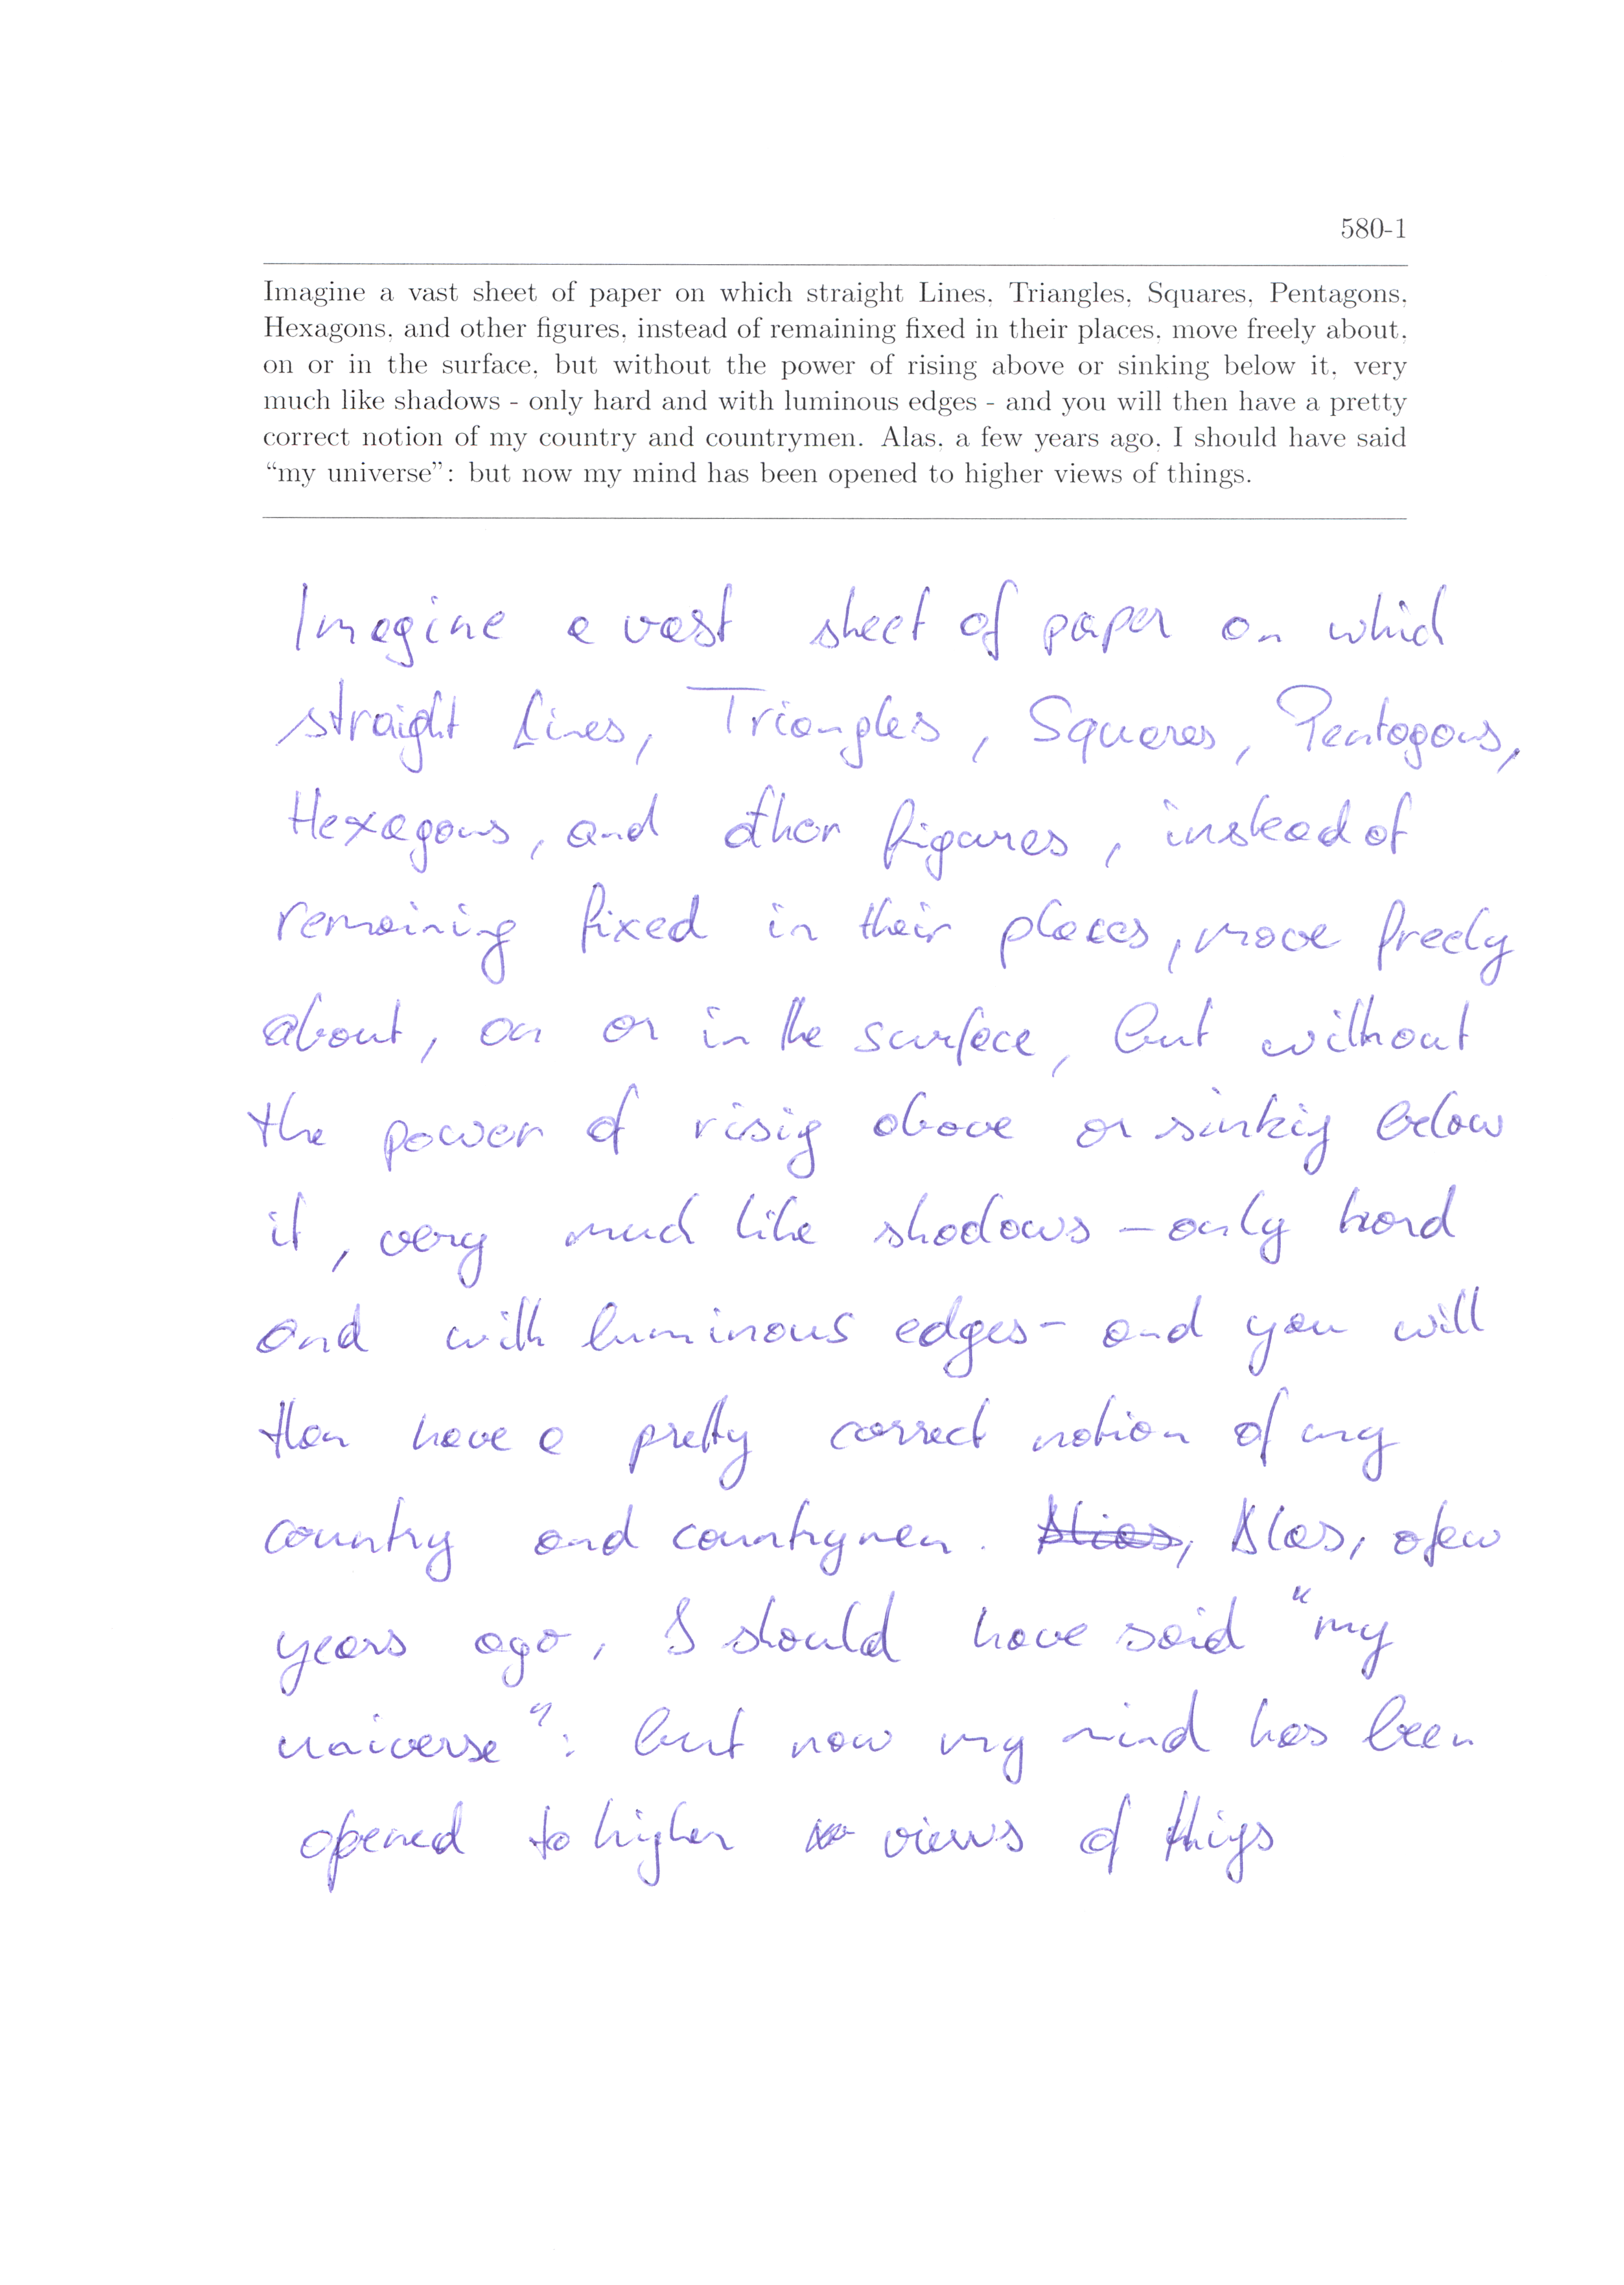 580-1
Imagine a vast sheet of paper on which straight Lines, Triangles, Squares, Pentagons,
Hexagons, and other figures, instead of remaining fixed in their places, move freely about,
on or in the surface, but without the power of rising above or sinking below it, very
much like shadows - only hard and with luminous edges - and you will then have a pretty
correct notion of my country and countrymen. Alas, a few years ago, I should have said
“my universe”: but now my mind has been opened to higher views of things.
Imagine a vast sheet of paper on which
straight Lines, Triangles, Squares, Pentagons,
Hexagons, and other figures, instead of
remaining fixed in their places, move freely
about, on or in the surface, but without
the power of risig above or sinkig below
it, very much like shadows – only hard
and with luminous edges - and you will
then have a pretty correct notion of my
country and countrymen. Alias, Alas, a few
years ago, I should have said "my
universe": but now my mind has been
opened to higher views of thigs